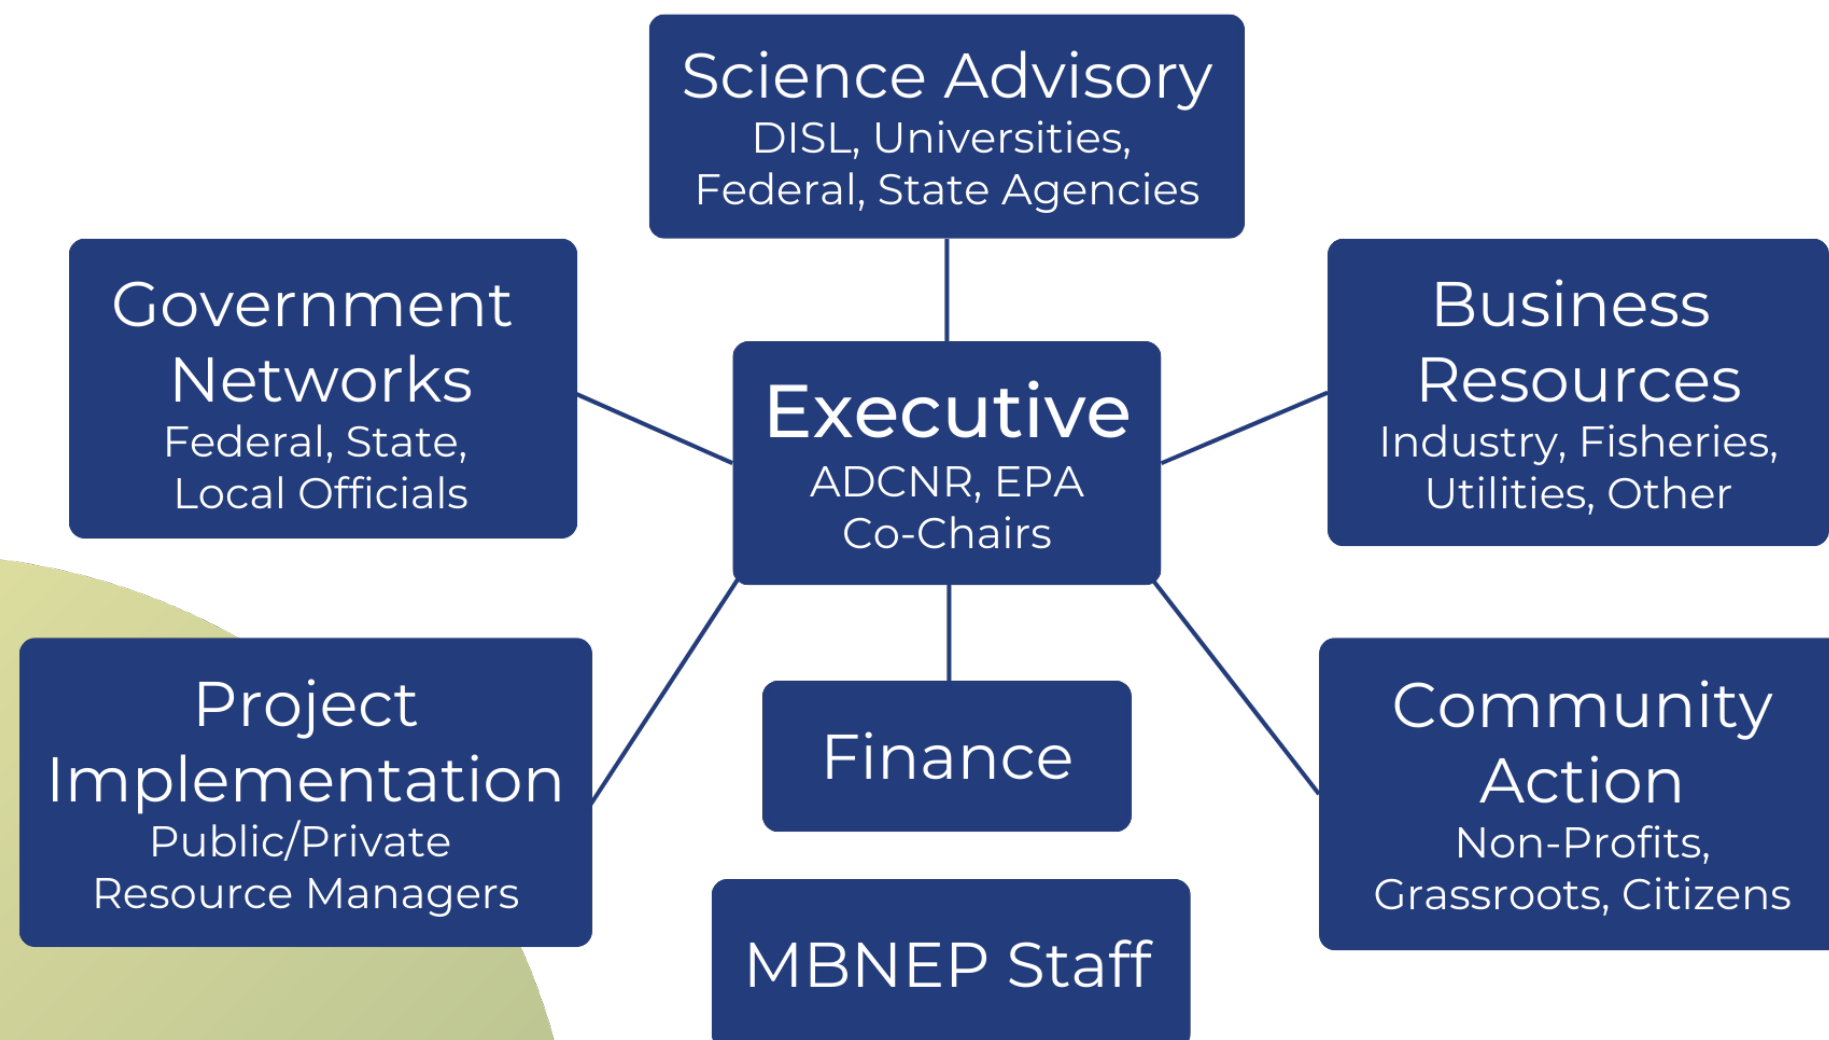 Science Advisory
DISL, Universities,
Federal, State Agencies
Government
Networks
Federal, State,
Local Officials
Executive
ADCNR, EPA
Co-Chairs
Business
Resources
Industry, Fisheries,
Utilities, Other
Project
Implementation
Public/Private
Resource Managers
Finance
Community
Action
Non-Profits,
Grassroots, Citizens
MBNEP Staff